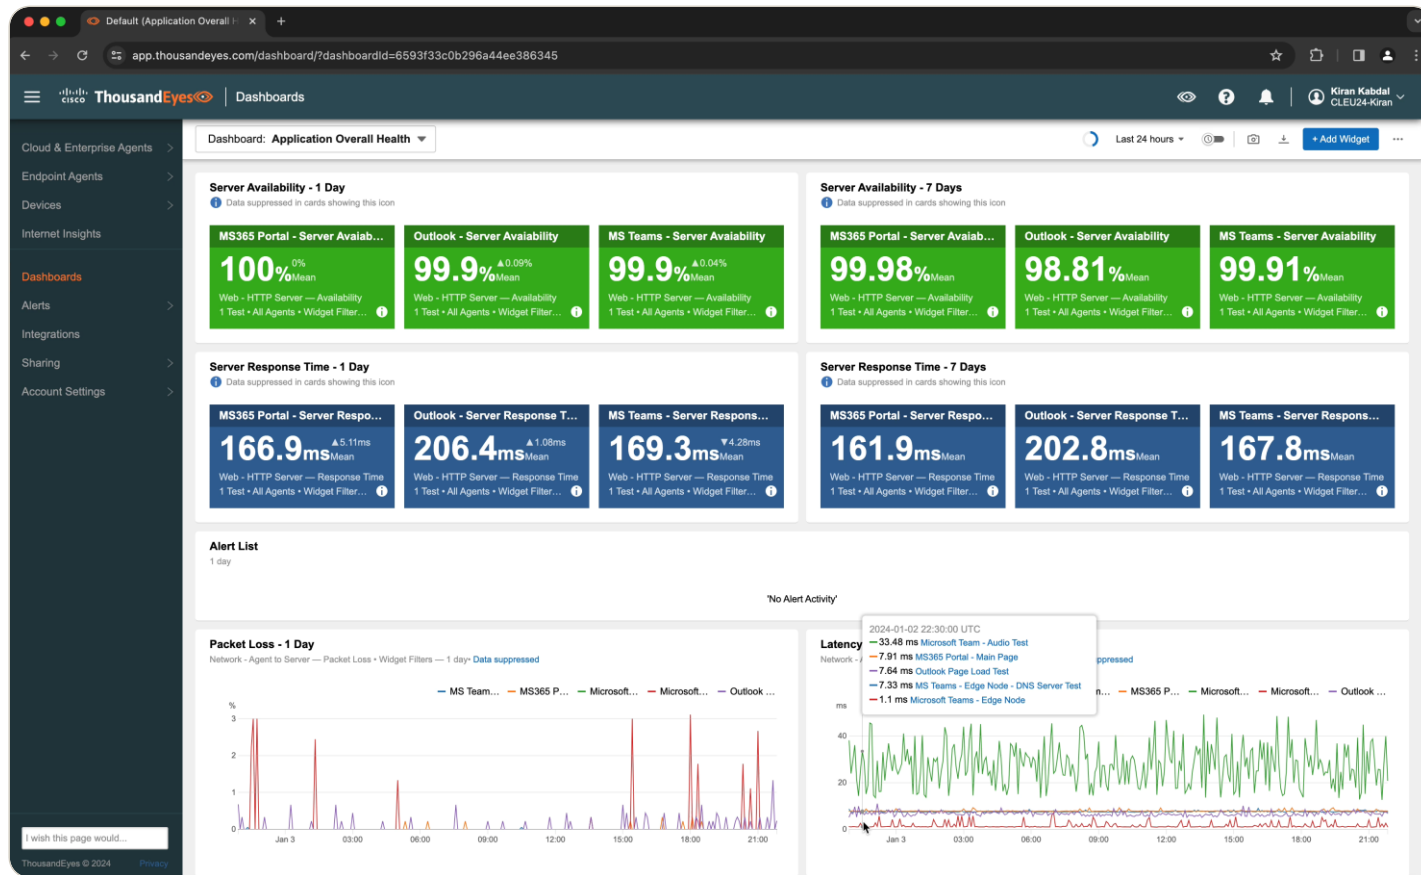 Default (Application Overall H
app.thousandeyes.com/dashboard/?dashboardId=6593f33c0b296a44ee386345
cisco ThousandEyes
Dashboards
Kiran Kabdal
CLEU24-Kiran
Cloud & Enterprise Agents
Endpoint Agents
Devices
Internet Insights
Dashboards
Alerts
Integrations
Sharing
Account Settings
I wish this page would...
ThousandEyes © 2024 Privacy
Dashboard: Application Overall Health
Last 24 hours
+ Add Widget
Server Availability - 1 Day
Data suppressed in cards showing this icon
MS365 Portal - Server Avaiab...
100% 0% Mean
Web - HTTP Server — Availability
1 Test • All Agents • Widget Filter...
Outlook - Server Avaiability
99.9% ▲0.09% Mean
Web - HTTP Server — Availability
1 Test • All Agents • Widget Filter...
MS Teams - Server Avaiability
99.9% ▲0.04% Mean
Web - HTTP Server — Availability
1 Test • All Agents • Widget Filter...
Server Availability - 7 Days
Data suppressed in cards showing this icon
MS365 Portal - Server Avaiab...
99.98% Mean
Web - HTTP Server — Availability
1 Test • All Agents • Widget Filter...
Outlook - Server Avaiability
98.81% Mean
Web - HTTP Server — Availability
1 Test • All Agents • Widget Filter...
MS Teams - Server Avaiability
99.91% Mean
Web - HTTP Server — Availability
1 Test • All Agents • Widget Filter...
Server Response Time - 1 Day
Data suppressed in cards showing this icon
MS365 Portal - Server Respo...
166.9ms ▲5.11ms Mean
Web - HTTP Server — Response Time
1 Test • All Agents • Widget Filter...
Outlook - Server Response T...
206.4ms ▲1.08ms Mean
Web - HTTP Server — Response Time
1 Test • All Agents • Widget Filter...
MS Teams - Server Respons...
169.3ms ▼4.28ms Mean
Web - HTTP Server — Response Time
1 Test • All Agents • Widget Filter...
Server Response Time - 7 Days
Data suppressed in cards showing this icon
MS365 Portal - Server Respo...
161.9ms Mean
Web - HTTP Server — Response Time
1 Test • All Agents • Widget Filter...
Outlook - Server Response T...
202.8ms Mean
Web - HTTP Server — Response Time
1 Test • All Agents • Widget Filter...
MS Teams - Server Respons...
167.8ms Mean
Web - HTTP Server — Response Time
1 Test • All Agents • Widget Filter...
Alert List
1 day
'No Alert Activity'
Packet Loss - 1 Day
Network - Agent to Server — Packet Loss • Widget Filters — 1 day• Data suppressed
MS Team... MS365 P... Microsoft... Microsoft... Outlook ...
%
3
2
1
0
Jan 3 03:00 06:00 09:00 12:00 15:00 18:00 21:00
Latency
Network - A
ppressed
2024-01-02 22:30:00 UTC
33.48 ms Microsoft Team - Audio Test
7.91 ms MS365 Portal - Main Page
7.64 ms Outlook Page Load Test
7.33 ms MS Teams - Edge Node - DNS Server Test
1.1 ms Microsoft Teams - Edge Node
m... MS365 P... Microsoft... Microsoft... Outlook ...
ms
40
20
0
Jan 3 03:00 06:00 09:00 12:00 15:00 18:00 21:00